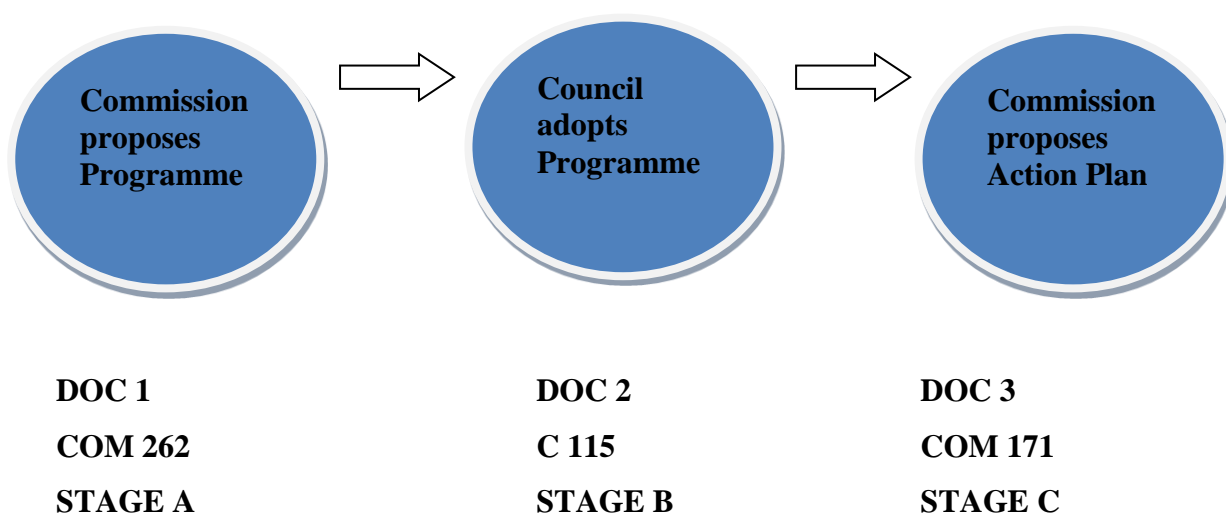 Commission
proposes
Programme
Council
adopts
Programme
Commission
proposes
Action Plan
DOC 1
COM 262
STAGE A
DOC 2
C 115
STAGE B
DOC 3
COM 171
STAGE C